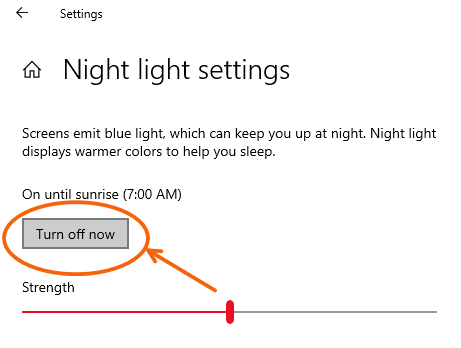 Settings
Night light settings
Screens emit blue light, which can keep you up at night. Night light
displays warmer colors to help you sleep.
On until sunrise (7:00 AM)
Turn off now
Strength